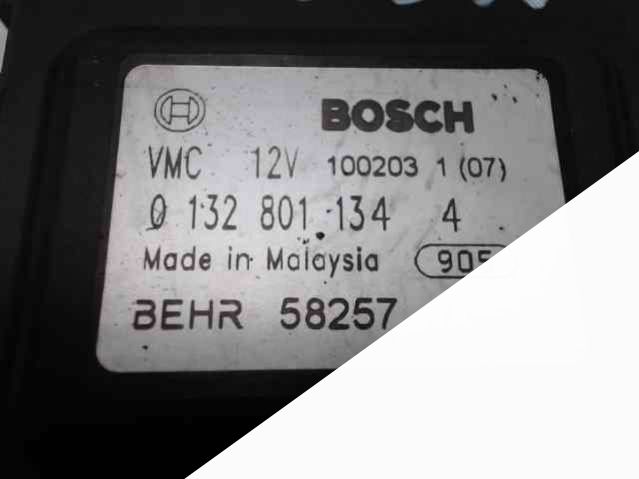 BOSCH
VMC 12V 100203 1 (07)
0 132 801 134 4
Made in Malaysia
BEHR 58257